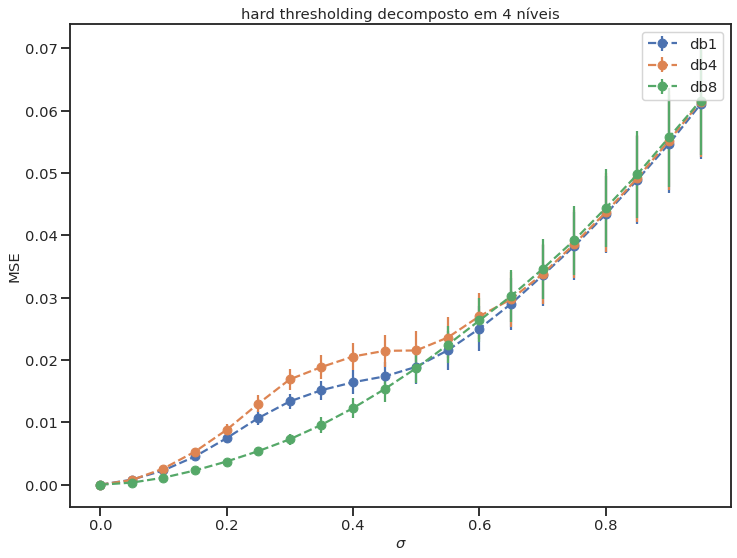 hard thresholding decomposto em 4 níveis
db1
db4
db8
0.07
0.06
0.05
0.04
0.03
0.02
0.01
0.00
MSE
0.0 0.2 0.4 0.6 0.8
σ